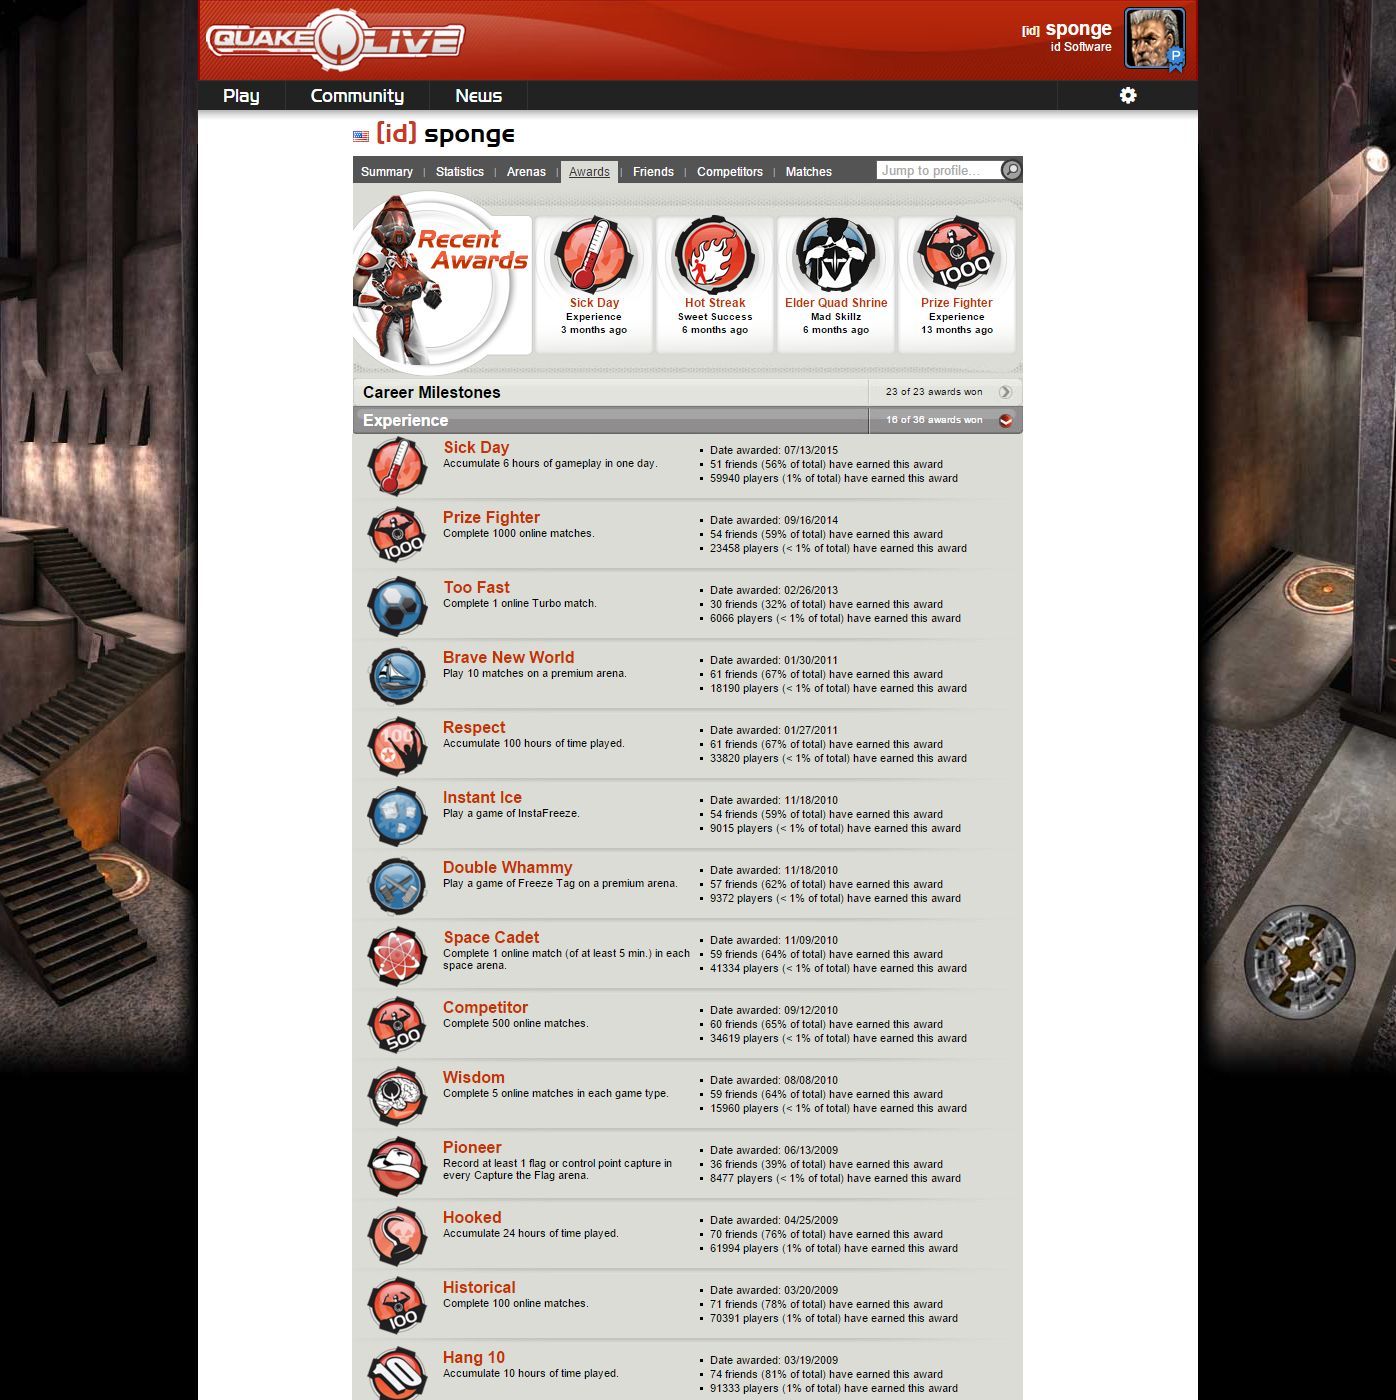 QUAKE LIVE
[id] sponge
id Software
P
Play
Community
News
[id] sponge
Summary | Statistics | Arenas | Awards | Friends | Competitors | Matches
Jump to profile...
Recent
Awards
Sick Day
Experience
3 months ago
Hot Streak
Sweet Success
6 months ago
Elder Quad Shrine
Mad Skillz
6 months ago
1000
Prize Fighter
Experience
13 months ago
Career Milestones
23 of 23 awards won
Experience
16 of 36 awards won
Sick Day
Accumulate 6 hours of gameplay in one day.
Date awarded: 07/13/2015
51 friends (56% of total) have earned this award
59940 players (1% of total) have earned this award
1000
Prize Fighter
Complete 1000 online matches.
Date awarded: 09/16/2014
54 friends (59% of total) have earned this award
23458 players (< 1% of total) have earned this award
Too Fast
Complete 1 online Turbo match.
Date awarded: 02/26/2013
30 friends (32% of total) have earned this award
6066 players (< 1% of total) have earned this award
Brave New World
Play 10 matches on a premium arena.
Date awarded: 01/30/2011
61 friends (67% of total) have earned this award
18190 players (< 1% of total) have earned this award
100
Respect
Accumulate 100 hours of time played.
Date awarded: 01/27/2011
61 friends (67% of total) have earned this award
33820 players (< 1% of total) have earned this award
Instant Ice
Play a game of InstaFreeze.
Date awarded: 11/18/2010
54 friends (59% of total) have earned this award
9015 players (< 1% of total) have earned this award
Double Whammy
Play a game of Freeze Tag on a premium arena.
Date awarded: 11/18/2010
57 friends (62% of total) have earned this award
9372 players (< 1% of total) have earned this award
Space Cadet
Complete 1 online match (of at least 5 min.) in each
space arena.
Date awarded: 11/09/2010
59 friends (64% of total) have earned this award
41334 players (< 1% of total) have earned this award
500
Competitor
Complete 500 online matches.
Date awarded: 09/12/2010
60 friends (65% of total) have earned this award
34619 players (< 1% of total) have earned this award
Wisdom
Complete 5 online matches in each game type.
Date awarded: 08/08/2010
59 friends (64% of total) have earned this award
15960 players (< 1% of total) have earned this award
Pioneer
Record at least 1 flag or control point capture in
every Capture the Flag arena.
Date awarded: 06/13/2009
36 friends (39% of total) have earned this award
8477 players (< 1% of total) have earned this award
Hooked
Accumulate 24 hours of time played.
Date awarded: 04/25/2009
70 friends (76% of total) have earned this award
61994 players (1% of total) have earned this award
100
Historical
Complete 100 online matches.
Date awarded: 03/20/2009
71 friends (78% of total) have earned this award
70391 players (1% of total) have earned this award
10
Hang 10
Accumulate 10 hours of time played.
Date awarded: 03/19/2009
74 friends (81% of total) have earned this award
91333 players (1% of total) have earned this award